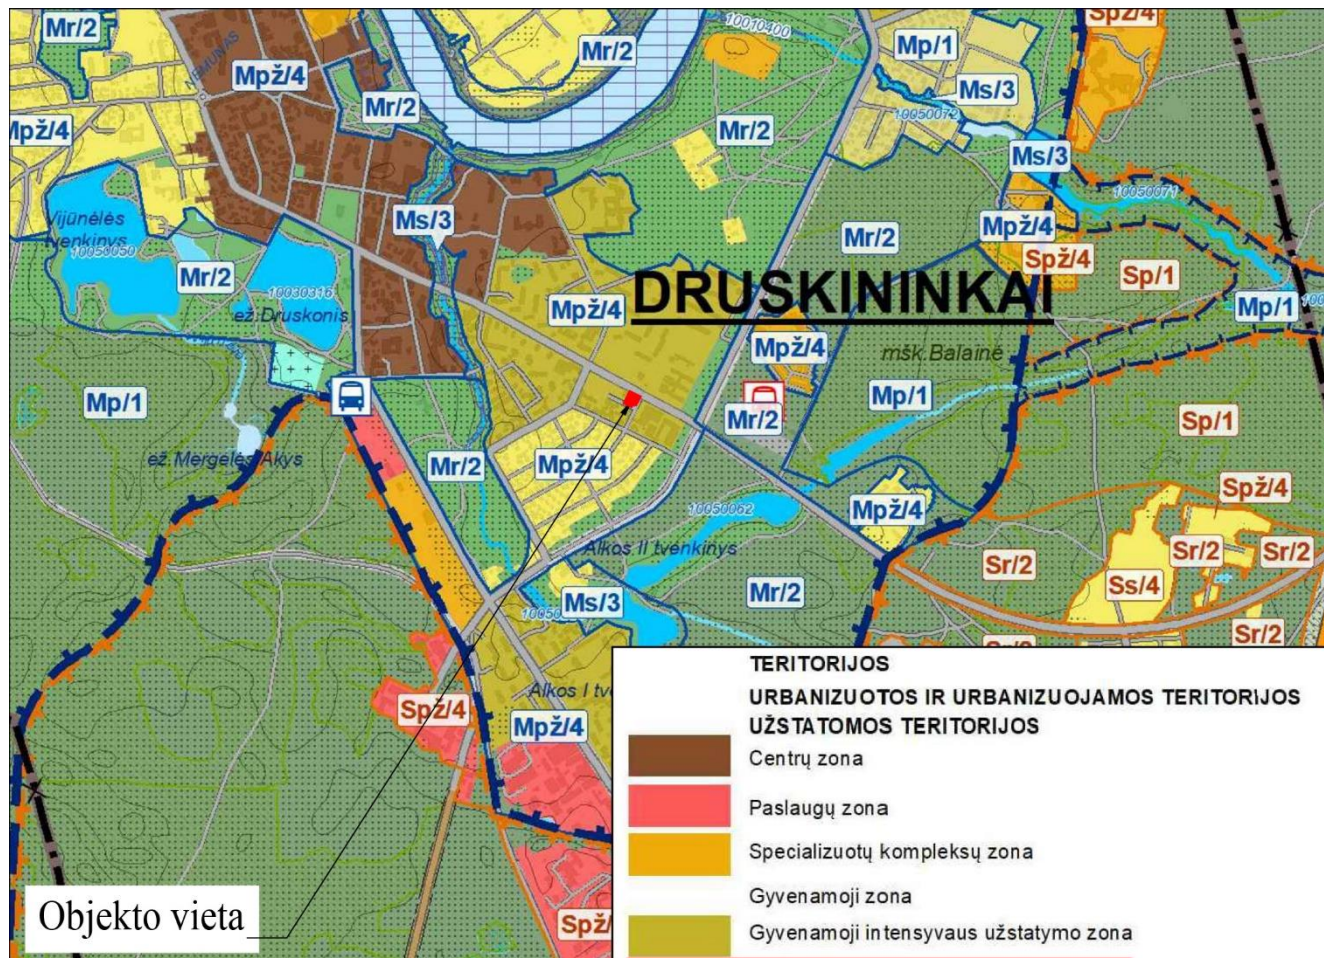 Mr/2
Mpž/4
Mr/2
Mr/2
10010400
Mp/1
Ms/3
10050072
Spž/4
Mpž/4
Mr/2
Ms/3
10050071
Vijūnėlės
tvenkinys
10050050
Mr/2
Ms/3
Mr/2
Mpž/4
Spž/4
Sp/1
Mp/1
10030316
ež.Druskonis
Mpž/4
DRUSKININKAI
Mpž/4
mšk.Balainė
Mp/1
Mr/2
Mp/1
Sp/1
ež.Mergelės Akys
Mr/2
Mpž/4
10050062
Mpž/4
Spž/4
Alkos II tvenkinys
Sr/2
Sr/2
Ss/4
Ms/3
Mr/2
Sr/2
Alkos I
Spž/4
Mpž/4
TERITORIJOS
URBANIZUOTOS IR URBANIZUOJAMOS TERITORIJOS
UŽSTATOMOS TERITORIJOS
Centrų zona
Paslaugų zona
Specializuotų kompleksų zona
Gyvenamoji zona
Gyvenamoji intensyvaus užstatymo zona
Objekto vieta